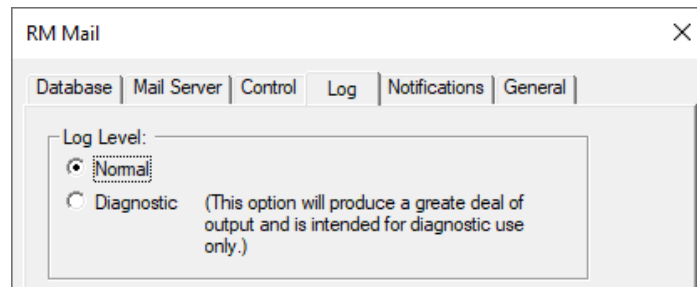 RM Mail
Database Mail Server Control Log Notifications General
Log Level:
Normal
Diagnostic (This option will produce a greate deal of
output and is intended for diagnostic use
only.)